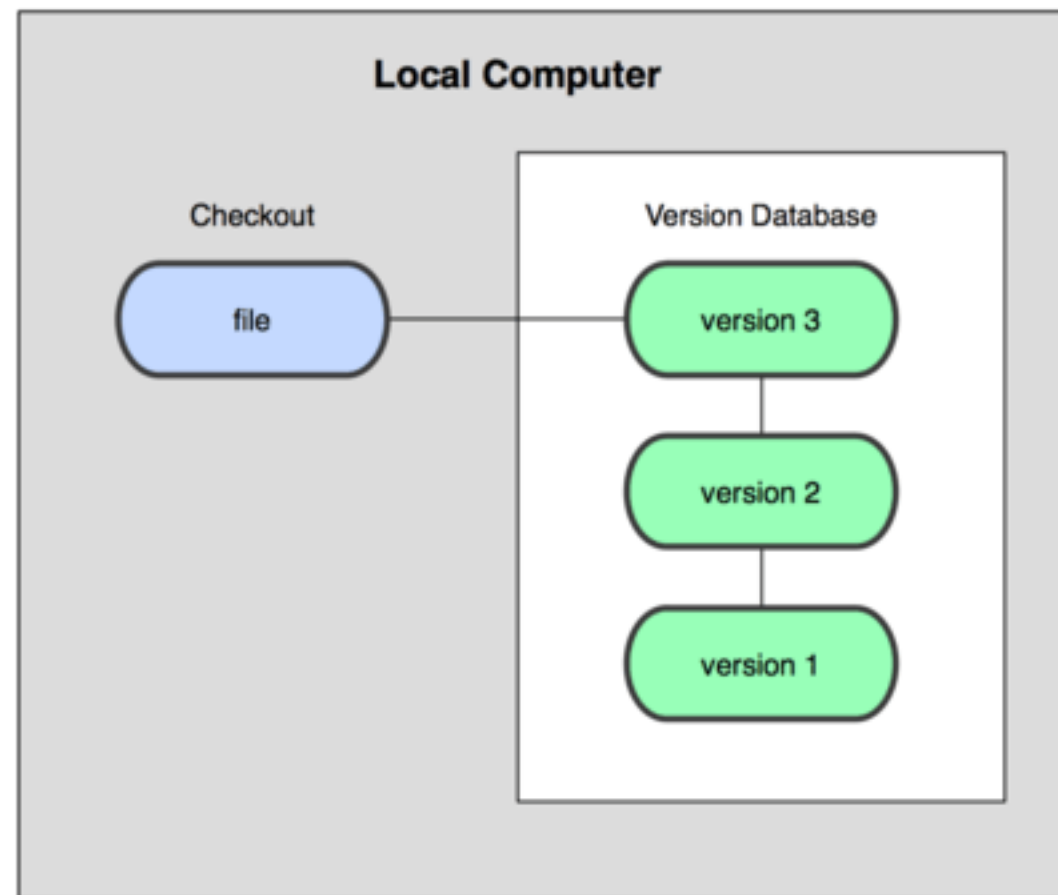 Local Computer
Checkout
Version Database
file
version 3
version 2
version 1